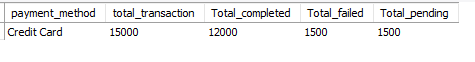 payment_method total_transaction Total_completed Total_failed Total_pending
Credit Card 15000 12000 1500 1500